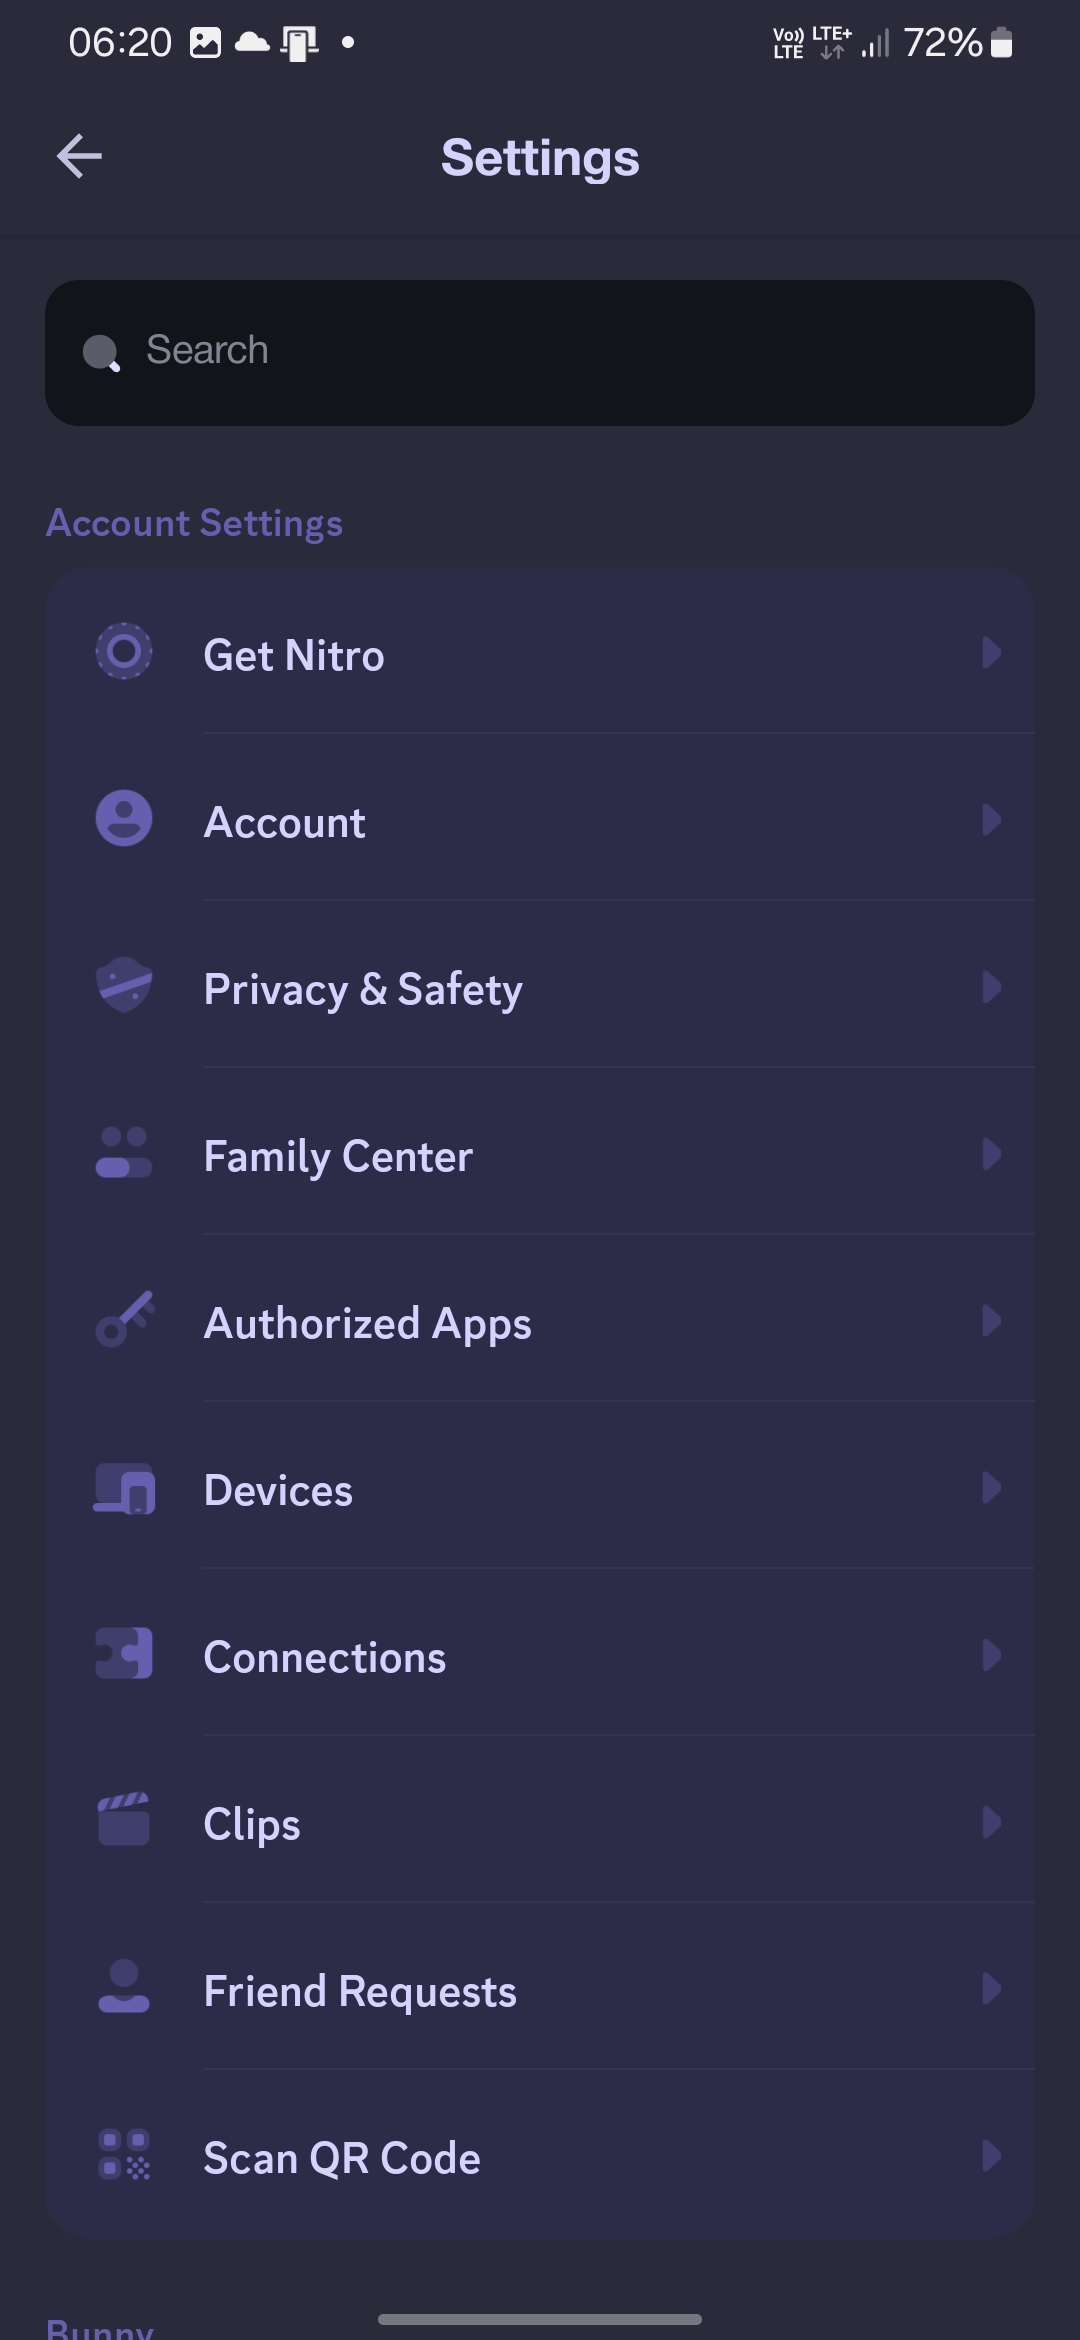 06:20 Vo)) LTE LTE+ 72%
Settings
Search
Account Settings
Get Nitro
Account
Privacy & Safety
Family Center
Authorized Apps
Devices
Connections
Clips
Friend Requests
Scan QR Code
Bunny